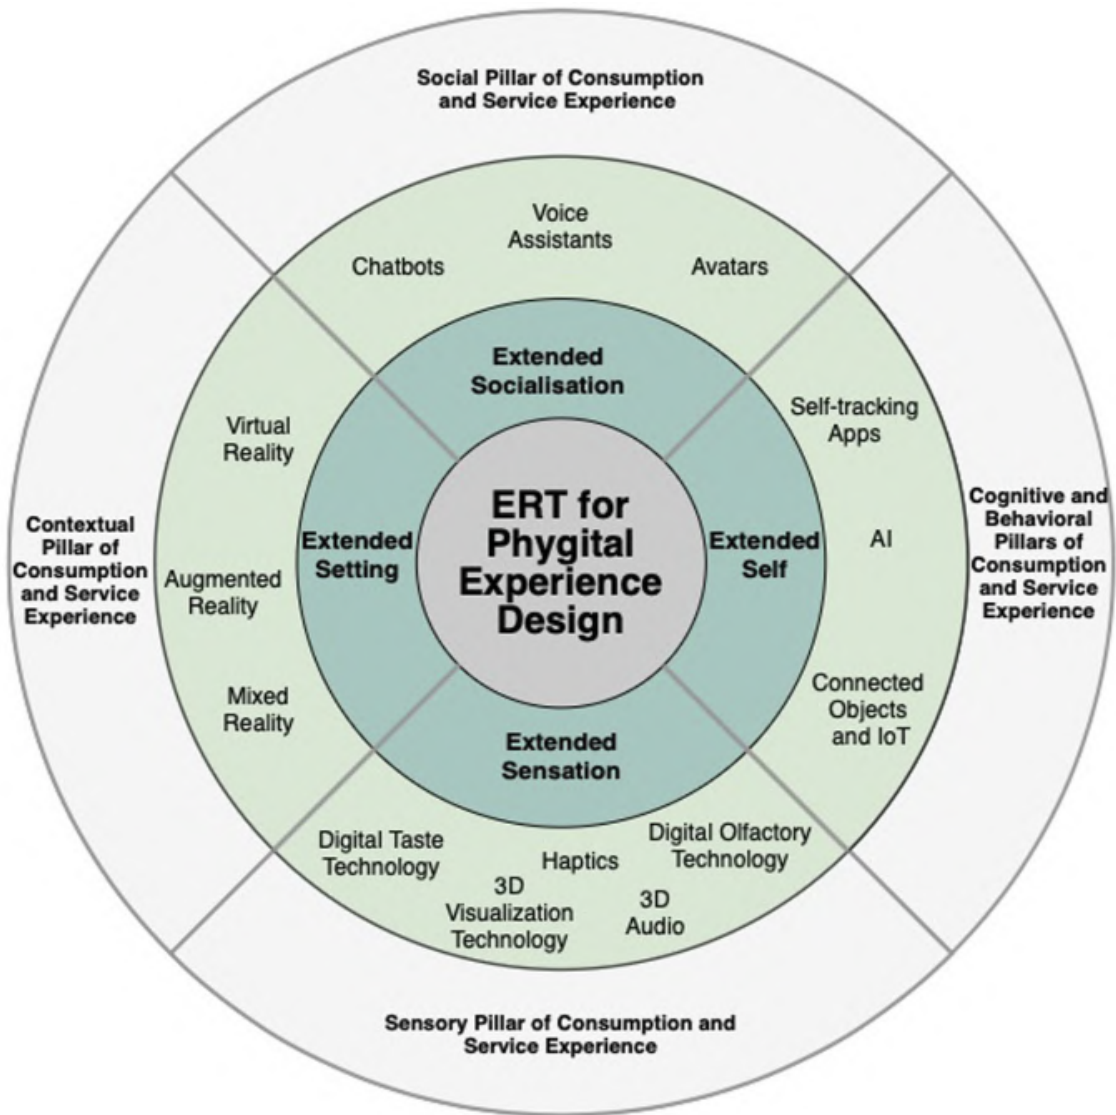 Social Pillar of Consumption
and Service Experience
Voice
Assistants
Chatbots
Avatars
Extended
Socialisation
Self-tracking
Apps
Virtual
Reality
ERT for
Phygital
Experience
Design
Extended
Setting
Extended
Self
AI
Cognitive and
Behavioral
Pillars of
Consumption
and Service
Experience
Contextual
Pillar of
Consumption
and Service
Experience
Augmented
Reality
Mixed
Reality
Connected
Objects
and IoT
Extended
Sensation
Digital Taste
Technology
Haptics
Digital Olfactory
Technology
3D
Visualization
Technology
3D
Audio
Sensory Pillar of Consumption and
Service Experience